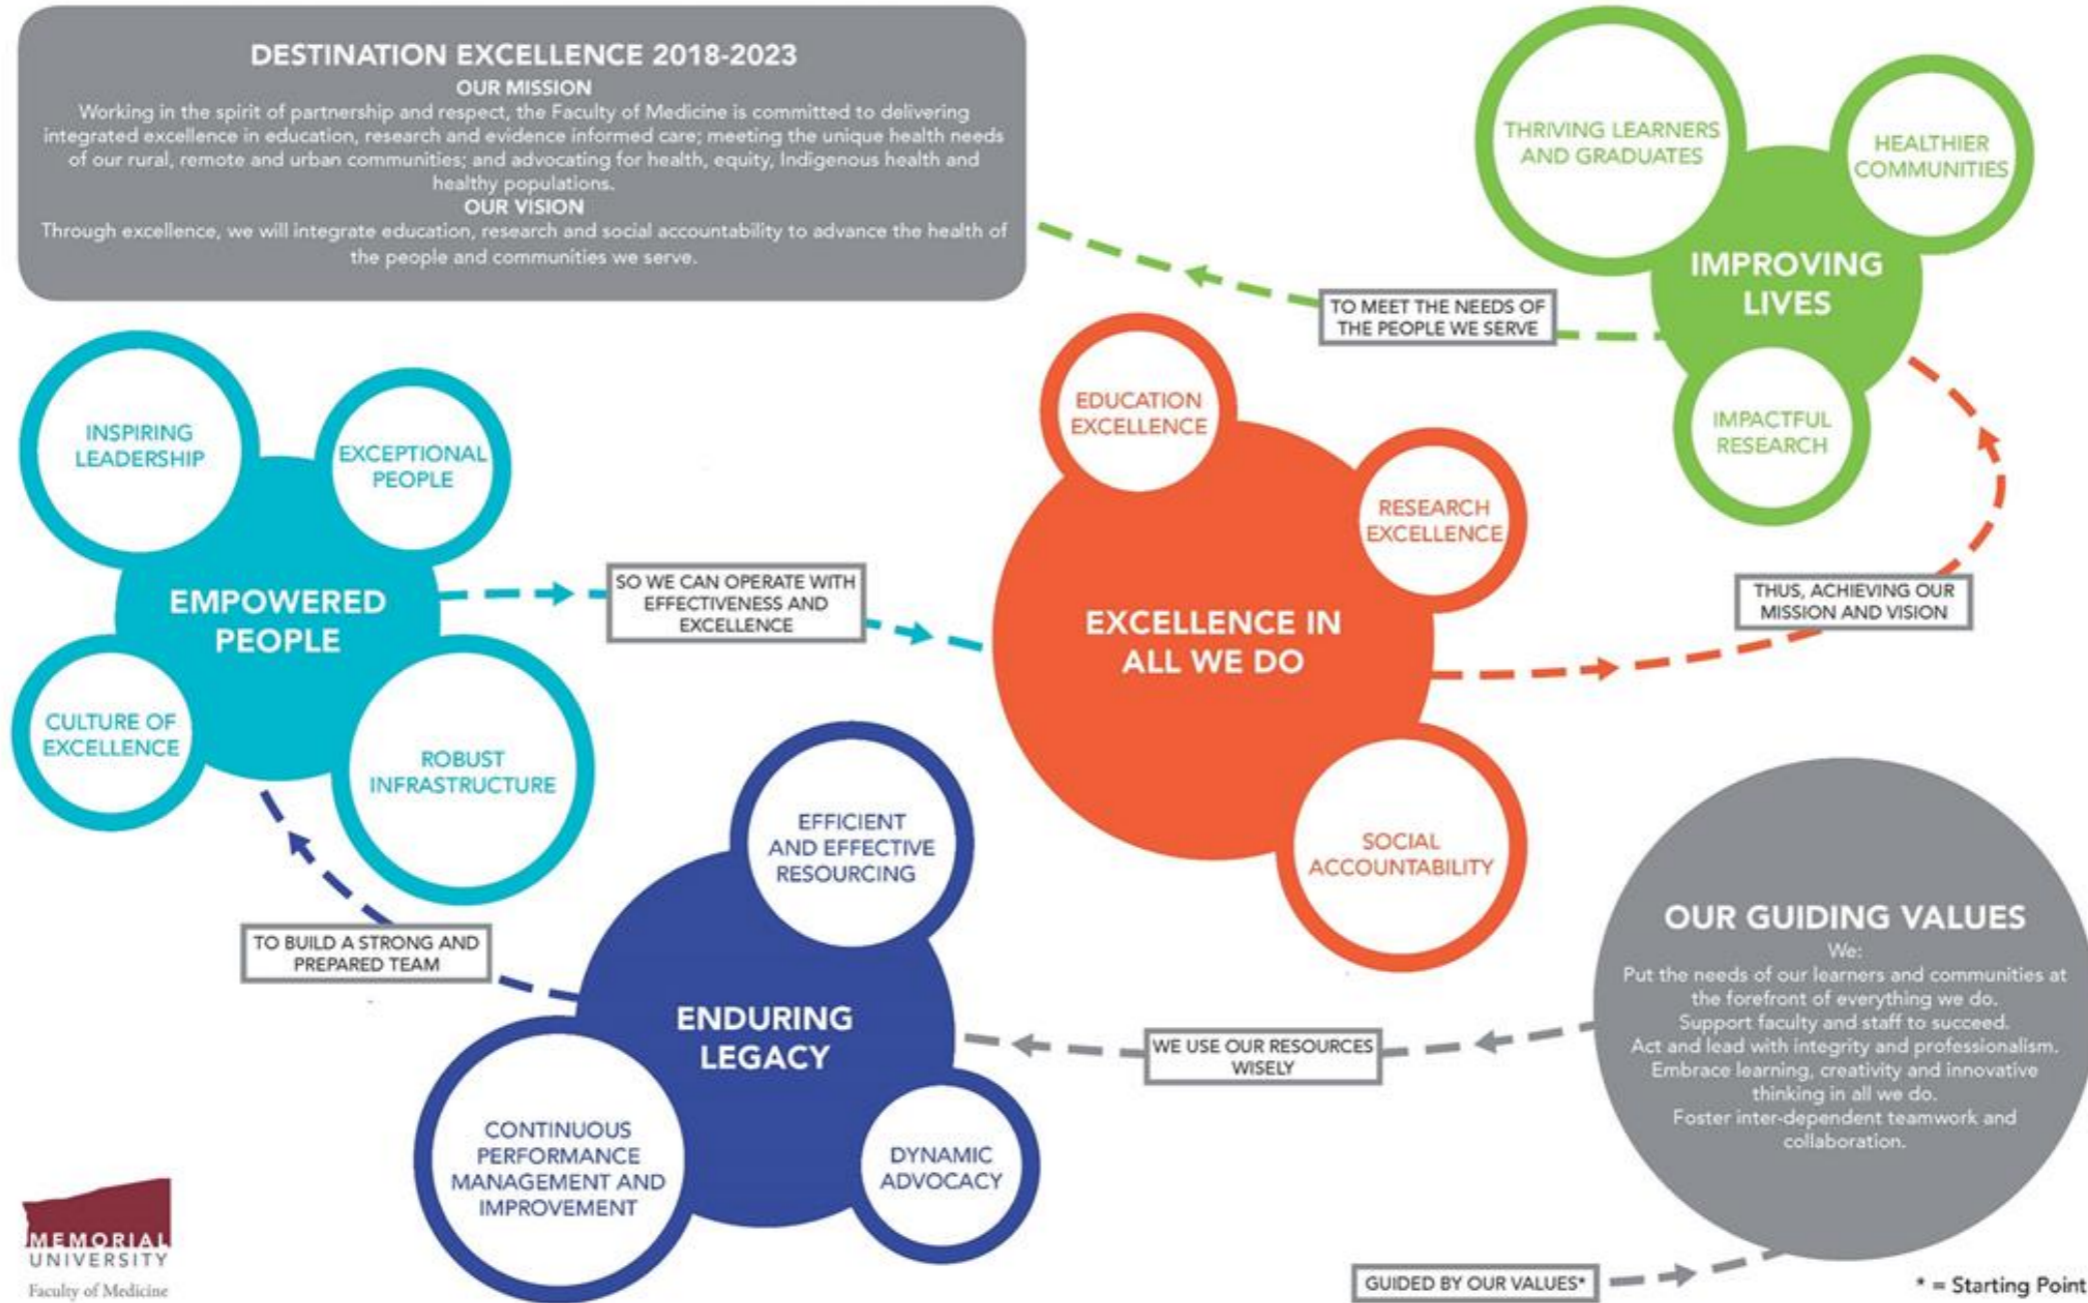 DESTINATION EXCELLENCE 2018-2023
OUR MISSION
Working in the spirit of partnership and respect, the Faculty of Medicine is committed to delivering
integrated excellence in education, research and evidence informed care; meeting the unique health needs
of our rural, remote and urban communities; and advocating for health, equity, Indigenous health and
healthy populations.
OUR VISION
Through excellence, we will integrate education, research and social accountability to advance the health of
the people and communities we serve.
THRIVING LEARNERS
AND GRADUATES
HEALTHIER
COMMUNITIES
IMPROVING
LIVES
IMPACTFUL
RESEARCH
TO MEET THE NEEDS OF
THE PEOPLE WE SERVE
INSPIRING
LEADERSHIP
EXCEPTIONAL
PEOPLE
EMPOWERED
PEOPLE
CULTURE OF
EXCELLENCE
ROBUST
INFRASTRUCTURE
SO WE CAN OPERATE WITH
EFFECTIVENESS AND
EXCELLENCE
EDUCATION
EXCELLENCE
RESEARCH
EXCELLENCE
EXCELLENCE IN
ALL WE DO
SOCIAL
ACCOUNTABILITY
THUS, ACHIEVING OUR
MISSION AND VISION
TO BUILD A STRONG AND
PREPARED TEAM
EFFICIENT
AND EFFECTIVE
RESOURCING
ENDURING
LEGACY
CONTINUOUS
PERFORMANCE
MANAGEMENT AND
IMPROVEMENT
DYNAMIC
ADVOCACY
WE USE OUR RESOURCES
WISELY
OUR GUIDING VALUES
We:
Put the needs of our learners and communities at
the forefront of everything we do.
Support faculty and staff to succeed.
Act and lead with integrity and professionalism.
Embrace learning, creativity and innovative
thinking in all we do.
Foster inter-dependent teamwork and
collaboration.
GUIDED BY OUR VALUES*
* = Starting Point
MEMORIAL
UNIVERSITY
Faculty of Medicine